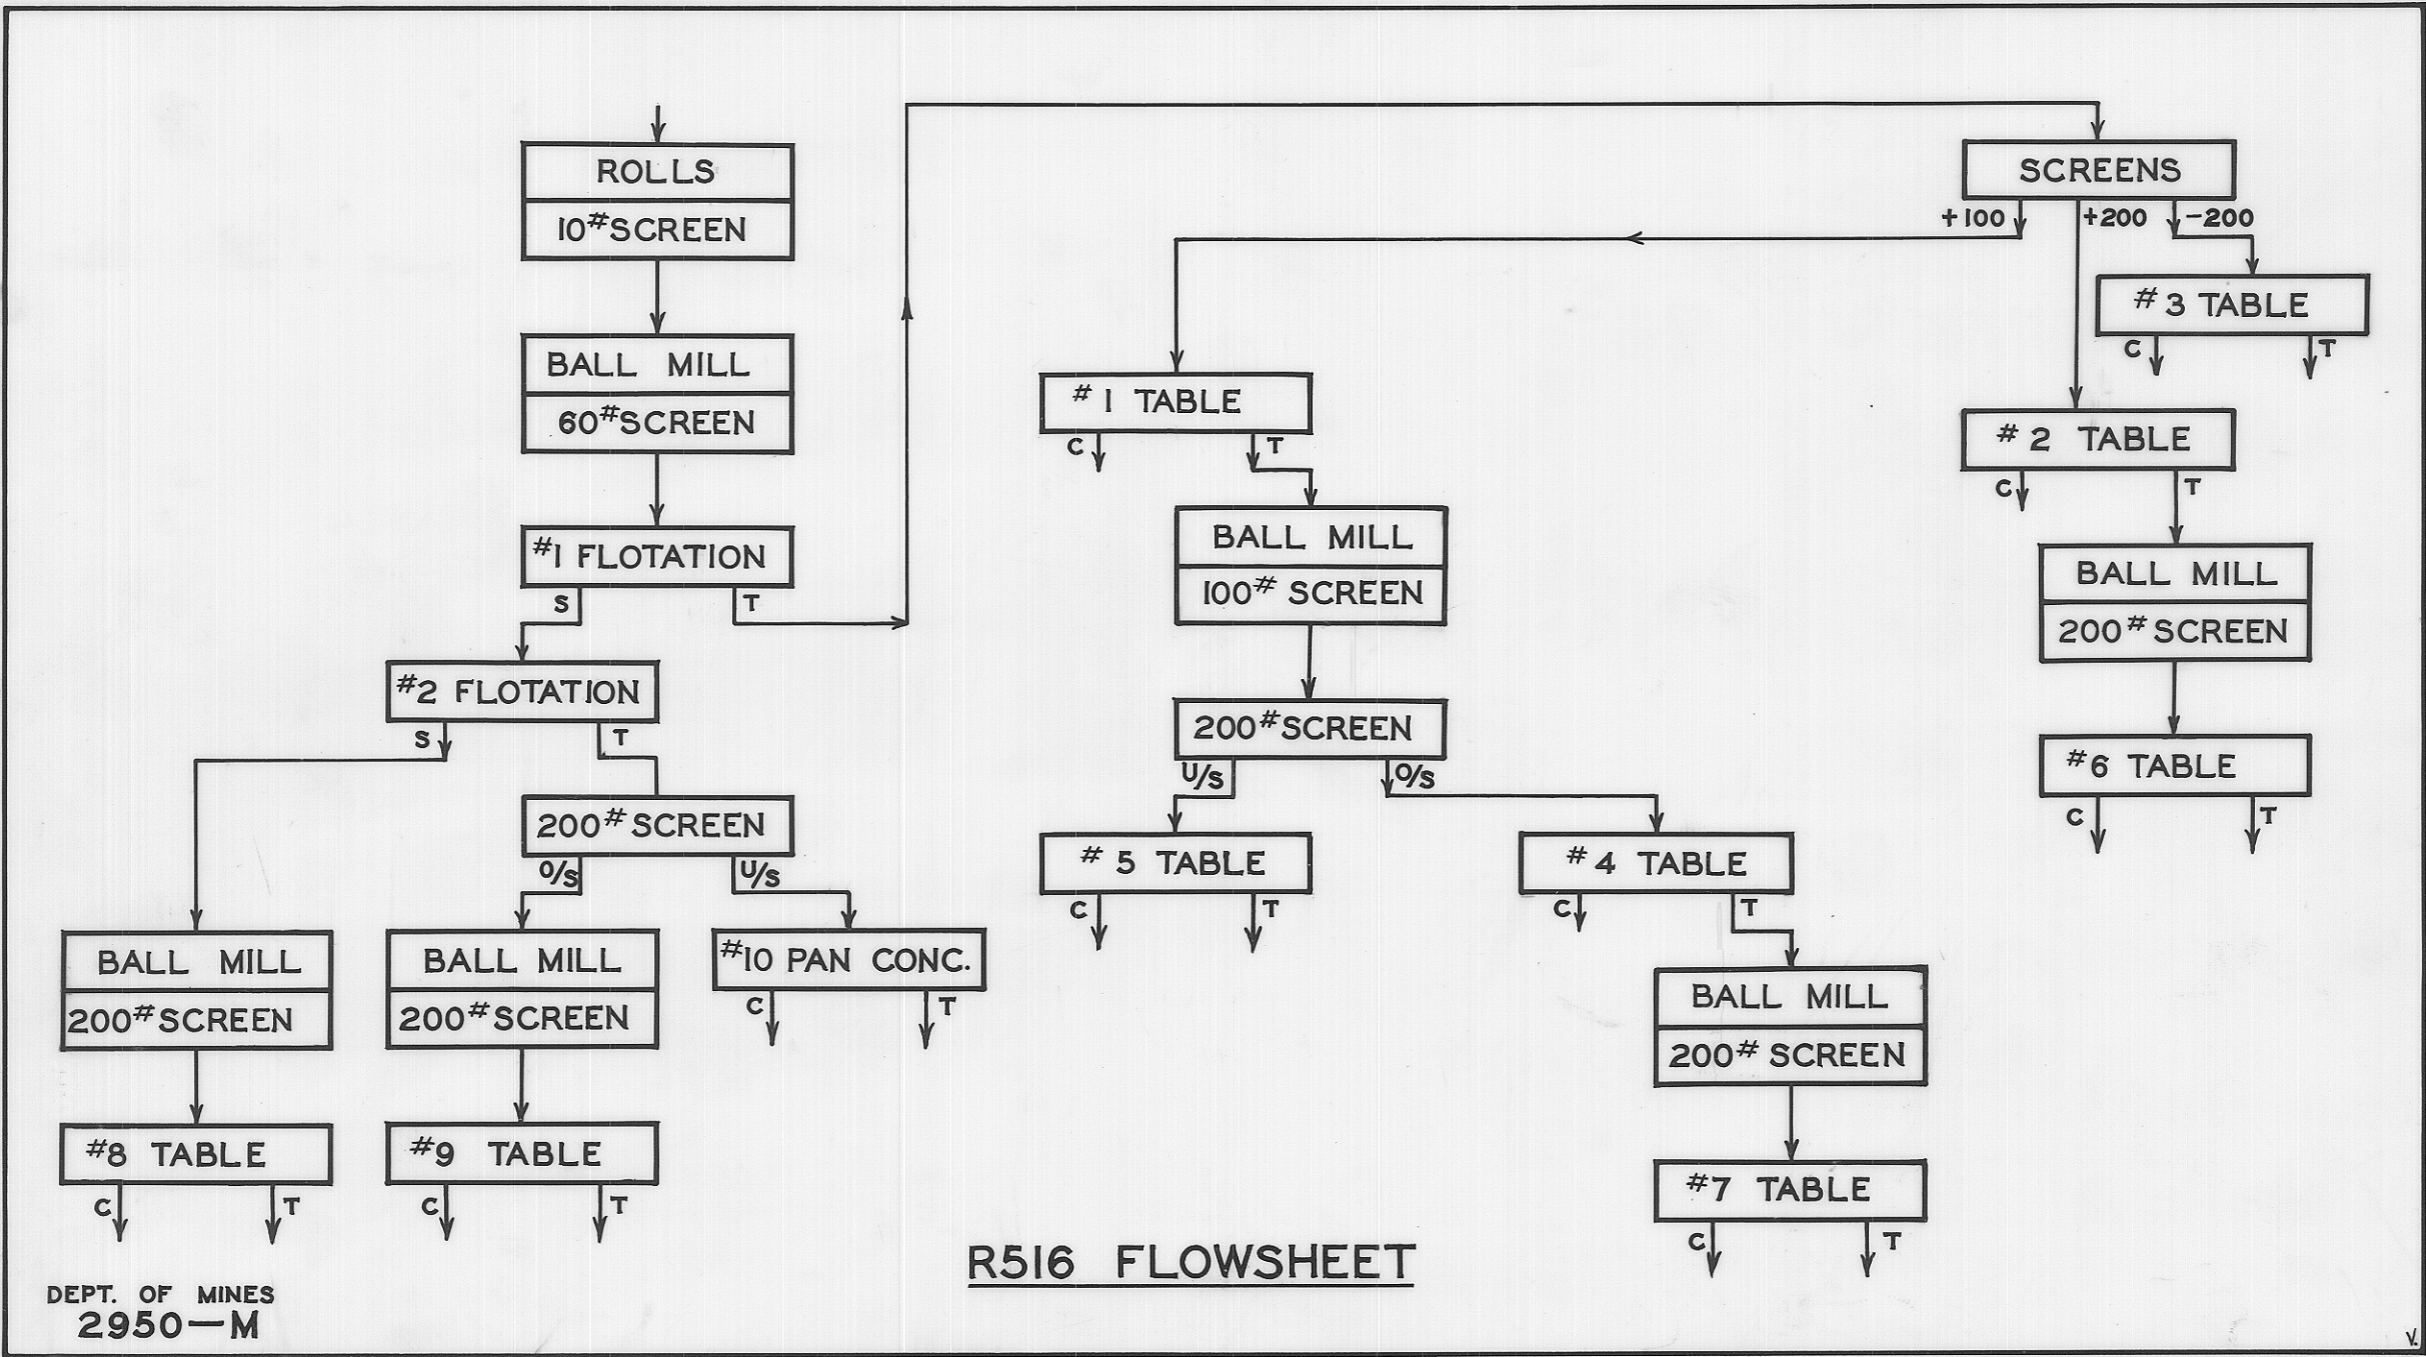 ROLLS
10# SCREEN
BALL MILL
60# SCREEN
#1 FLOTATION
S
T
#2 FLOTATION
S
T
200# SCREEN
O/S
U/S
BALL MILL
200# SCREEN
BALL MILL
200# SCREEN
#10 PAN CONC.
C
T
#8 TABLE
C
T
#9 TABLE
C
T
SCREENS
+100
+200
-200
#3 TABLE
C
T
#1 TABLE
C
T
#2 TABLE
C
T
BALL MILL
100# SCREEN
BALL MILL
200# SCREEN
200# SCREEN
U/S
O/S
#6 TABLE
C
T
#5 TABLE
C
T
#4 TABLE
C
T
BALL MILL
200# SCREEN
#7 TABLE
C
T
R516 FLOWSHEET
DEPT. OF MINES
2950-M
V.